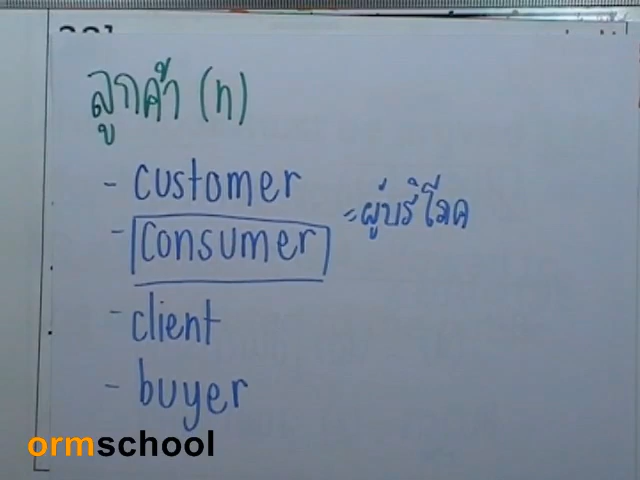 ลูกค้า (n)
- customer
- consumer = ผู้บริโภค
- client
- buyer
ormschool